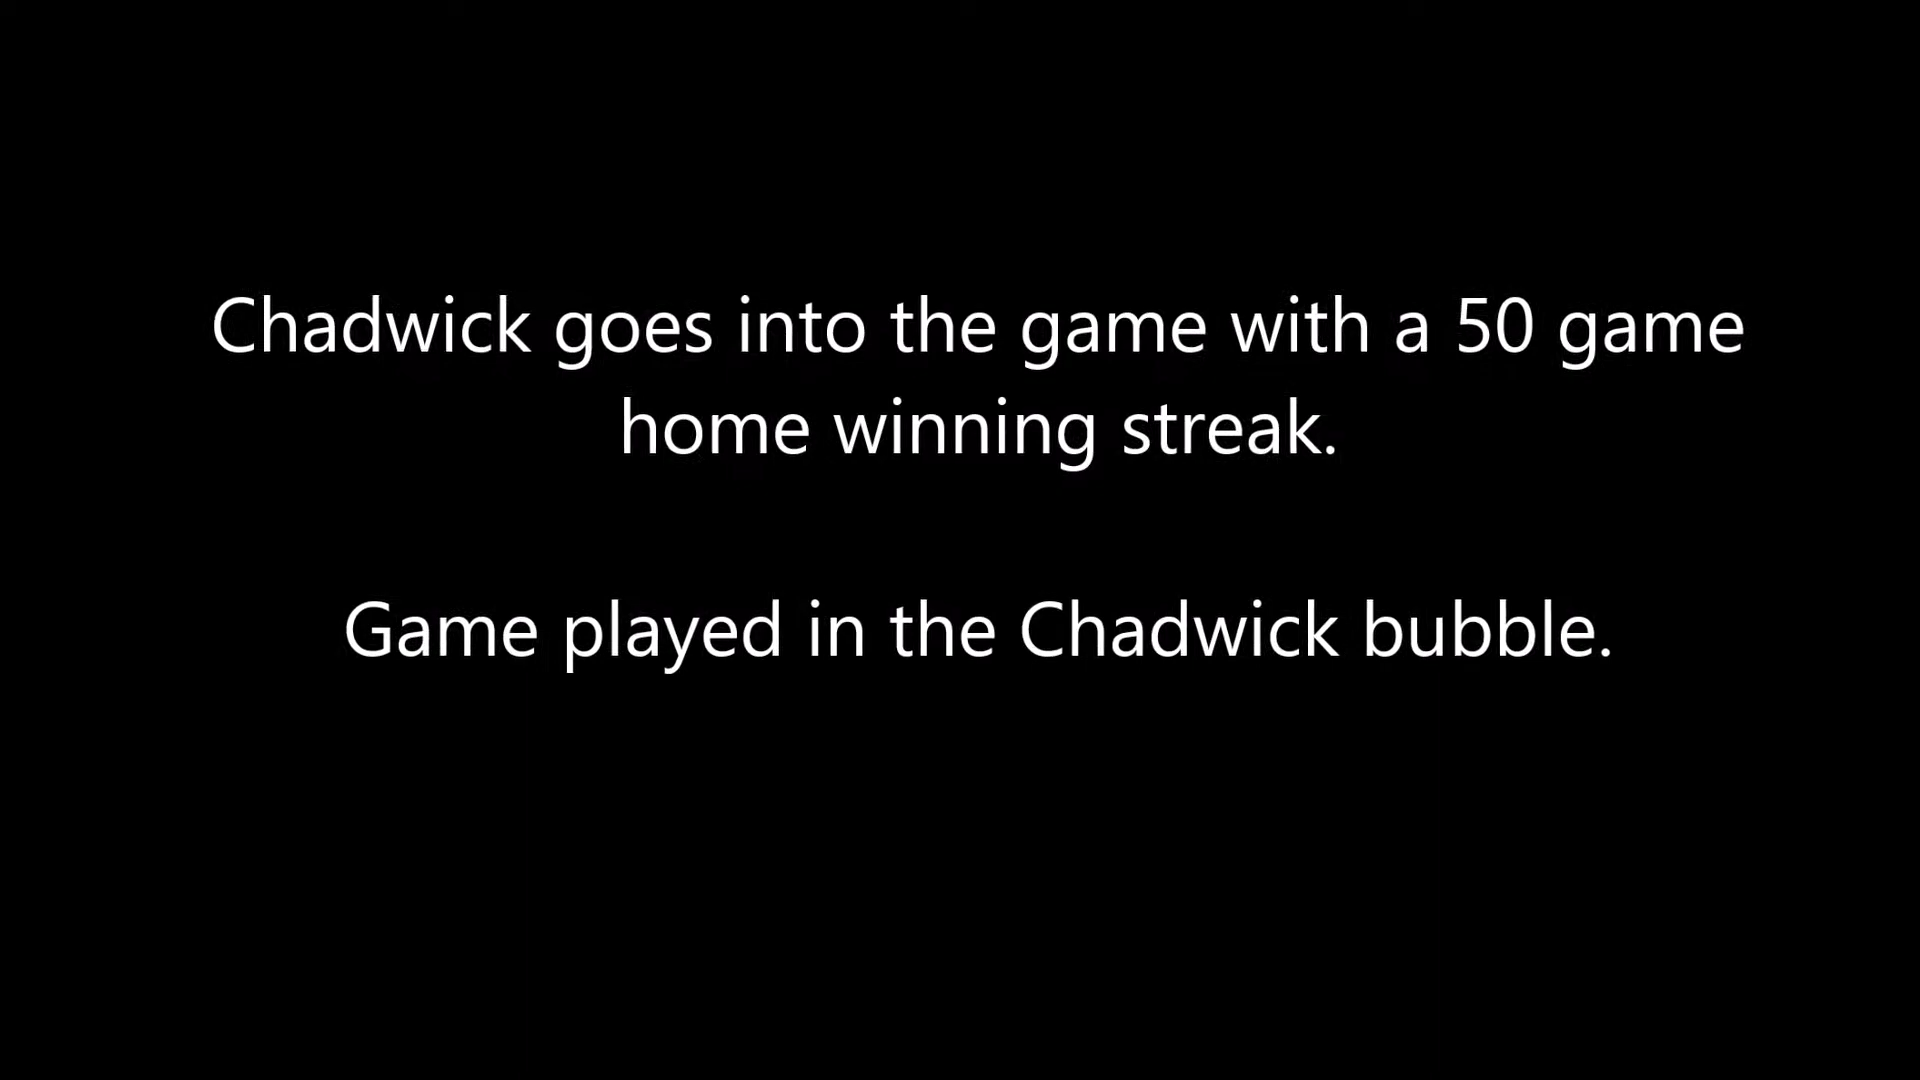 Chadwick goes into the game with a 50 game
home winning streak.
Game played in the Chadwick bubble.